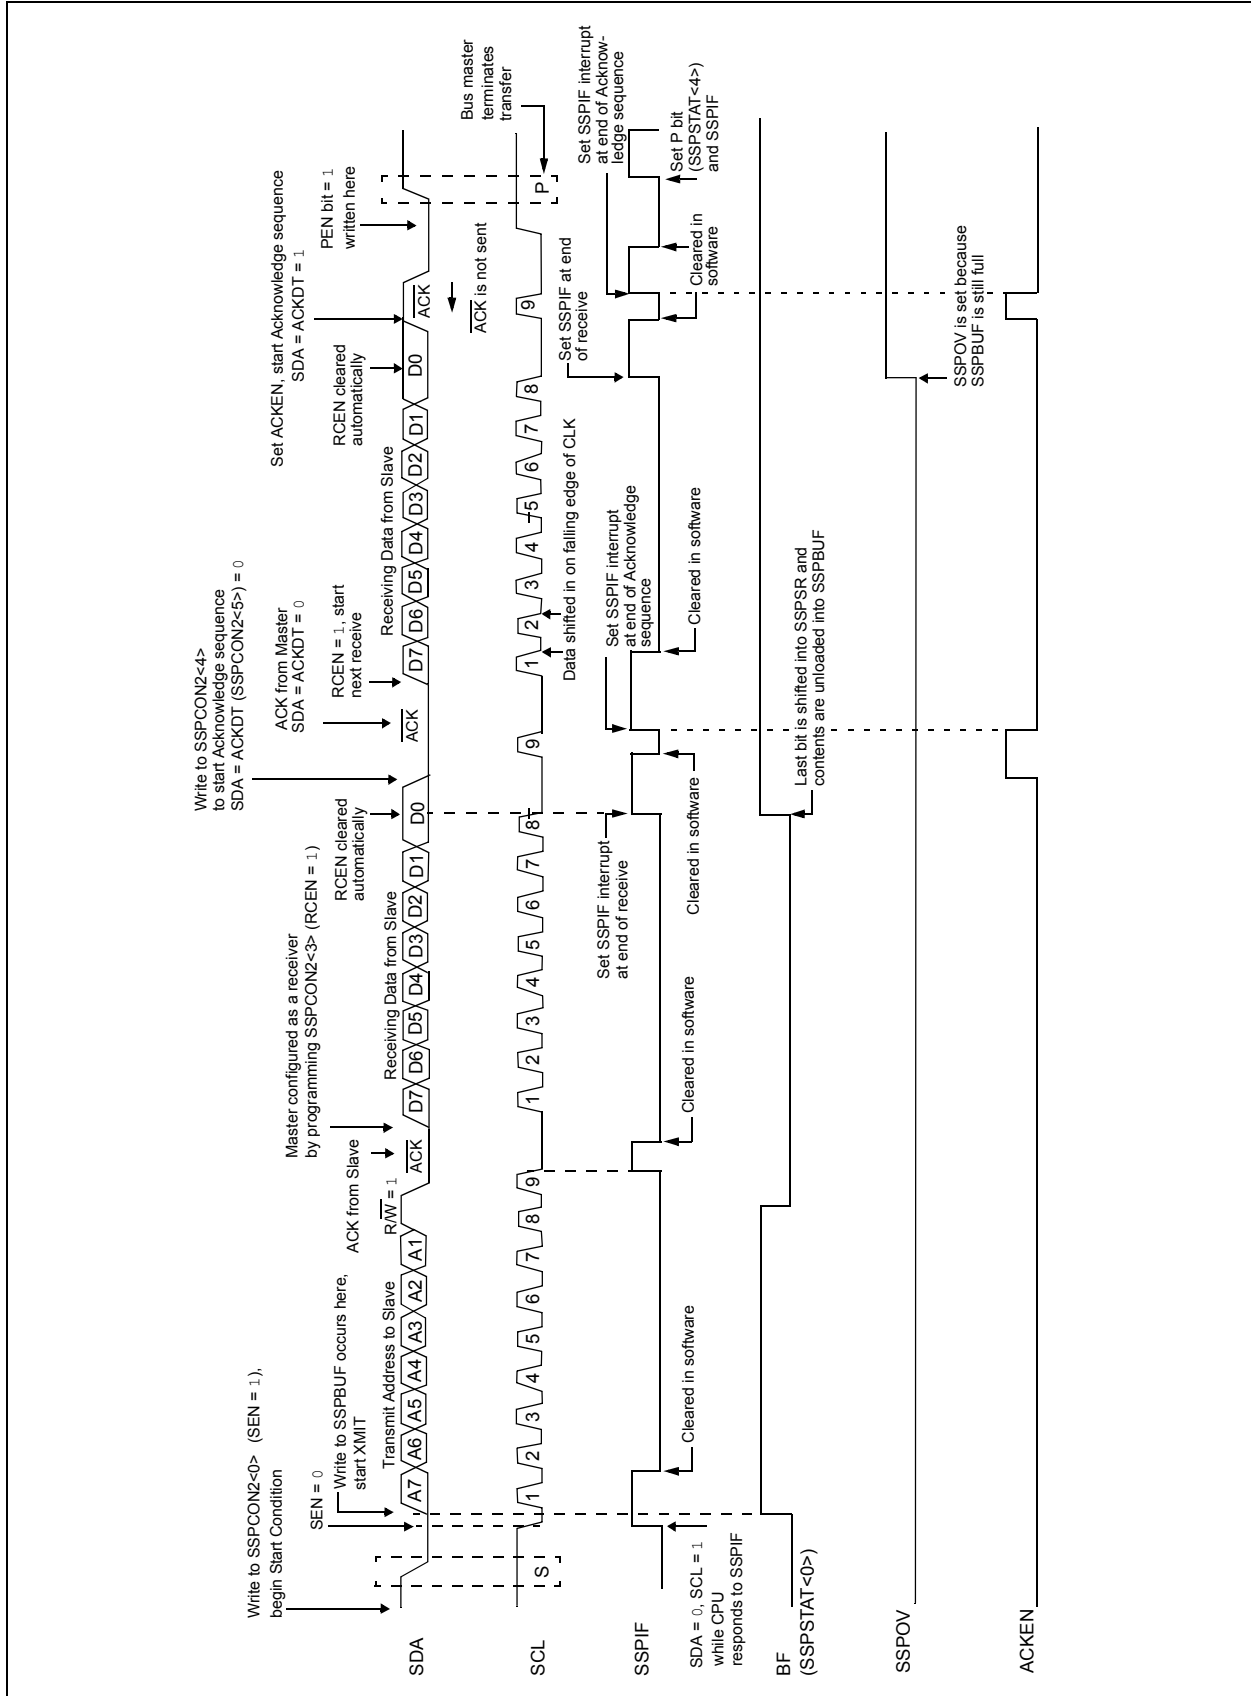 Write to SSPCON2<0> (SEN = 1),
begin Start Condition
SEN = 0
Write to SSPBUF occurs here,
start XMIT
Transmit Address to Slave
R/W = 1
ACK from Slave
Master configured as a receiver
by programming SSPCON2<3> (RCEN = 1)
Receiving Data from Slave
RCEN cleared
automatically
Write to SSPCON2<4>
to start Acknowledge sequence
SDA = ACKDT (SSPCON2<5>) = 0
ACK from Master
SDA = ACKDT = 0
RCEN = 1, start
next receive
Receiving Data from Slave
RCEN cleared
automatically
Set ACKEN, start Acknowledge sequence
SDA = ACKDT = 1
PEN bit = 1
written here
SDA
A7 A6 A5 A4 A3 A2 A1
ACK
D7 D6 D5 D4 D3 D2 D1 D0
ACK
D7 D6 D5 D4 D3 D2 D1 D0
ACK
ACK is not sent
Bus master
terminates
transfer
SCL
S
1 2 3 4 5 6 7 8 9
1 2 3 4 5 6 7 8 9
1 2 3 4 5 6 7 8 9
P
Data shifted in on falling edge of CLK
Set SSPIF interrupt
at end of receive
Set SSPIF interrupt
at end of Acknowledge
sequence
Set SSPIF at end
of receive
Set SSPIF interrupt
at end of Acknow-
ledge sequence
SSPIF
SDA = 0, SCL = 1
while CPU
responds to SSPIF
Cleared in software
Cleared in software
Cleared in software
Cleared in software
Cleared in
software
Set P bit
(SSPSTAT<4>)
and SSPIF
BF
(SSPSTAT<0>)
Last bit is shifted into SSPSR and
contents are unloaded into SSPBUF
SSPOV
SSPOV is set because
SSPBUF is still full
ACKEN